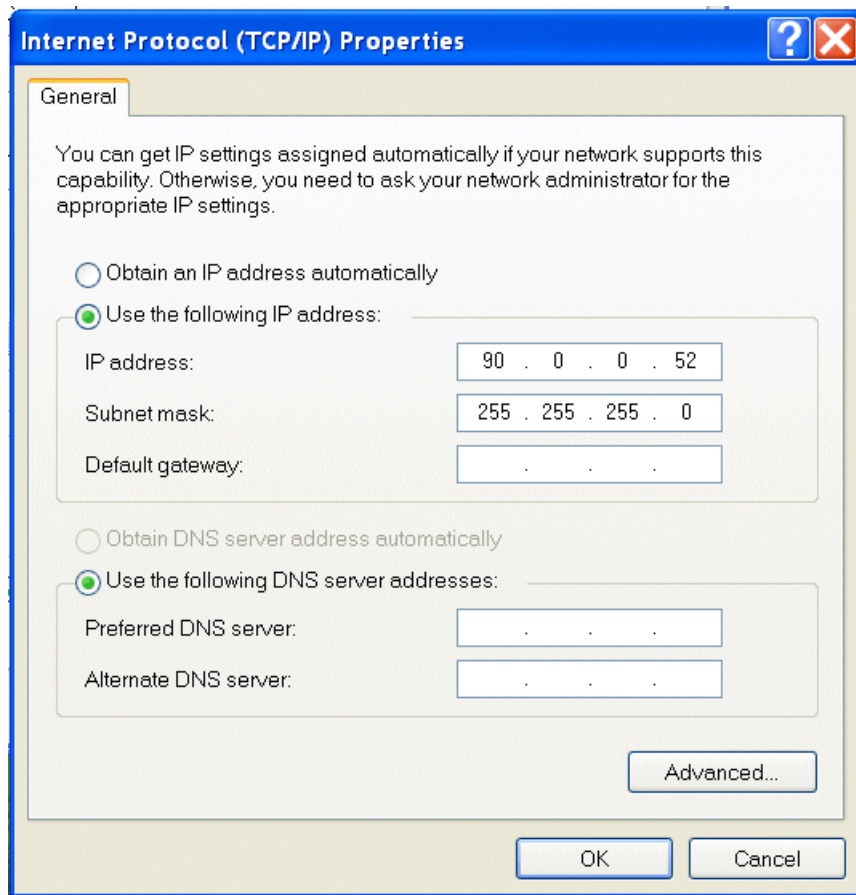 Internet Protocol (TCP/IP) Properties
General
You can get IP settings assigned automatically if your network supports this
capability. Otherwise, you need to ask your network administrator for the
appropriate IP settings.
Obtain an IP address automatically
Use the following IP address:
IP address: 90 . 0 . 0 . 52
Subnet mask: 255 . 255 . 255 . 0
Default gateway: . . .
Obtain DNS server address automatically
Use the following DNS server addresses:
Preferred DNS server: . . .
Alternate DNS server: . . .
Advanced...
OK Cancel